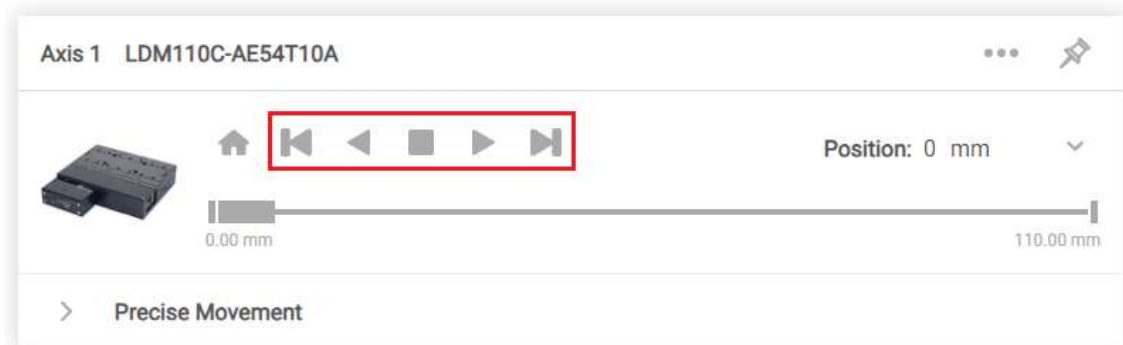 Axis 1 LDM110C-AE54T10A
Position: 0 mm
0.00 mm 110.00 mm
Precise Movement